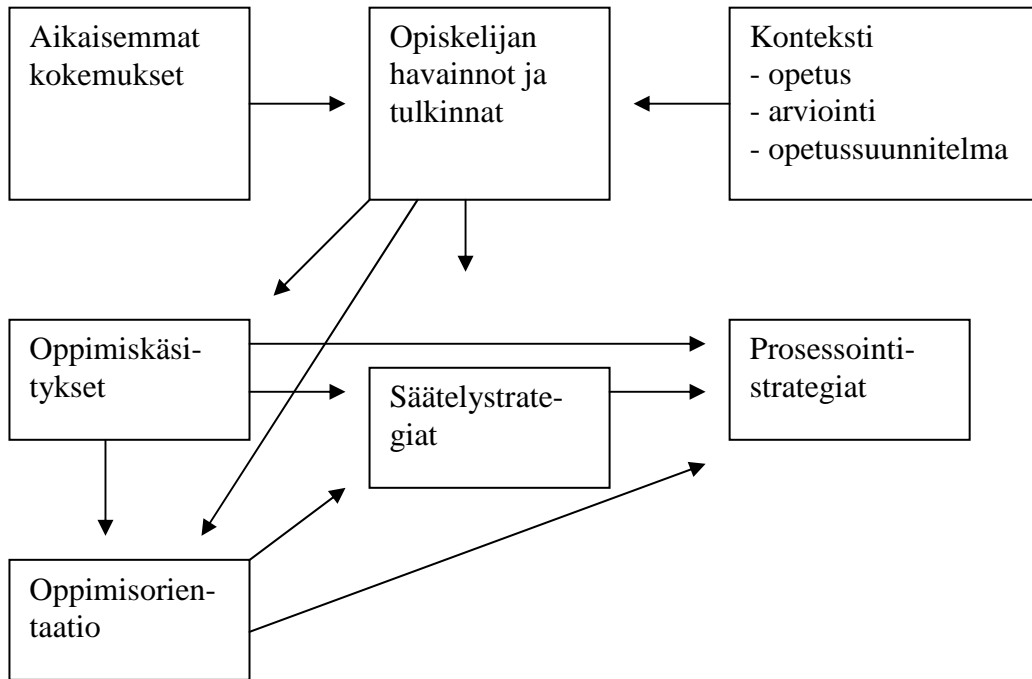 Aikaisemmat
kokemukset
Opiskelijan
havainnot ja
tulkinnat
Konteksti
- opetus
- arviointi
- opetussuunnitelma
Oppimiskäsi-
tykset
Säätelystrate-
giat
Prosessointi-
strategiat
Oppimisorien-
taatio